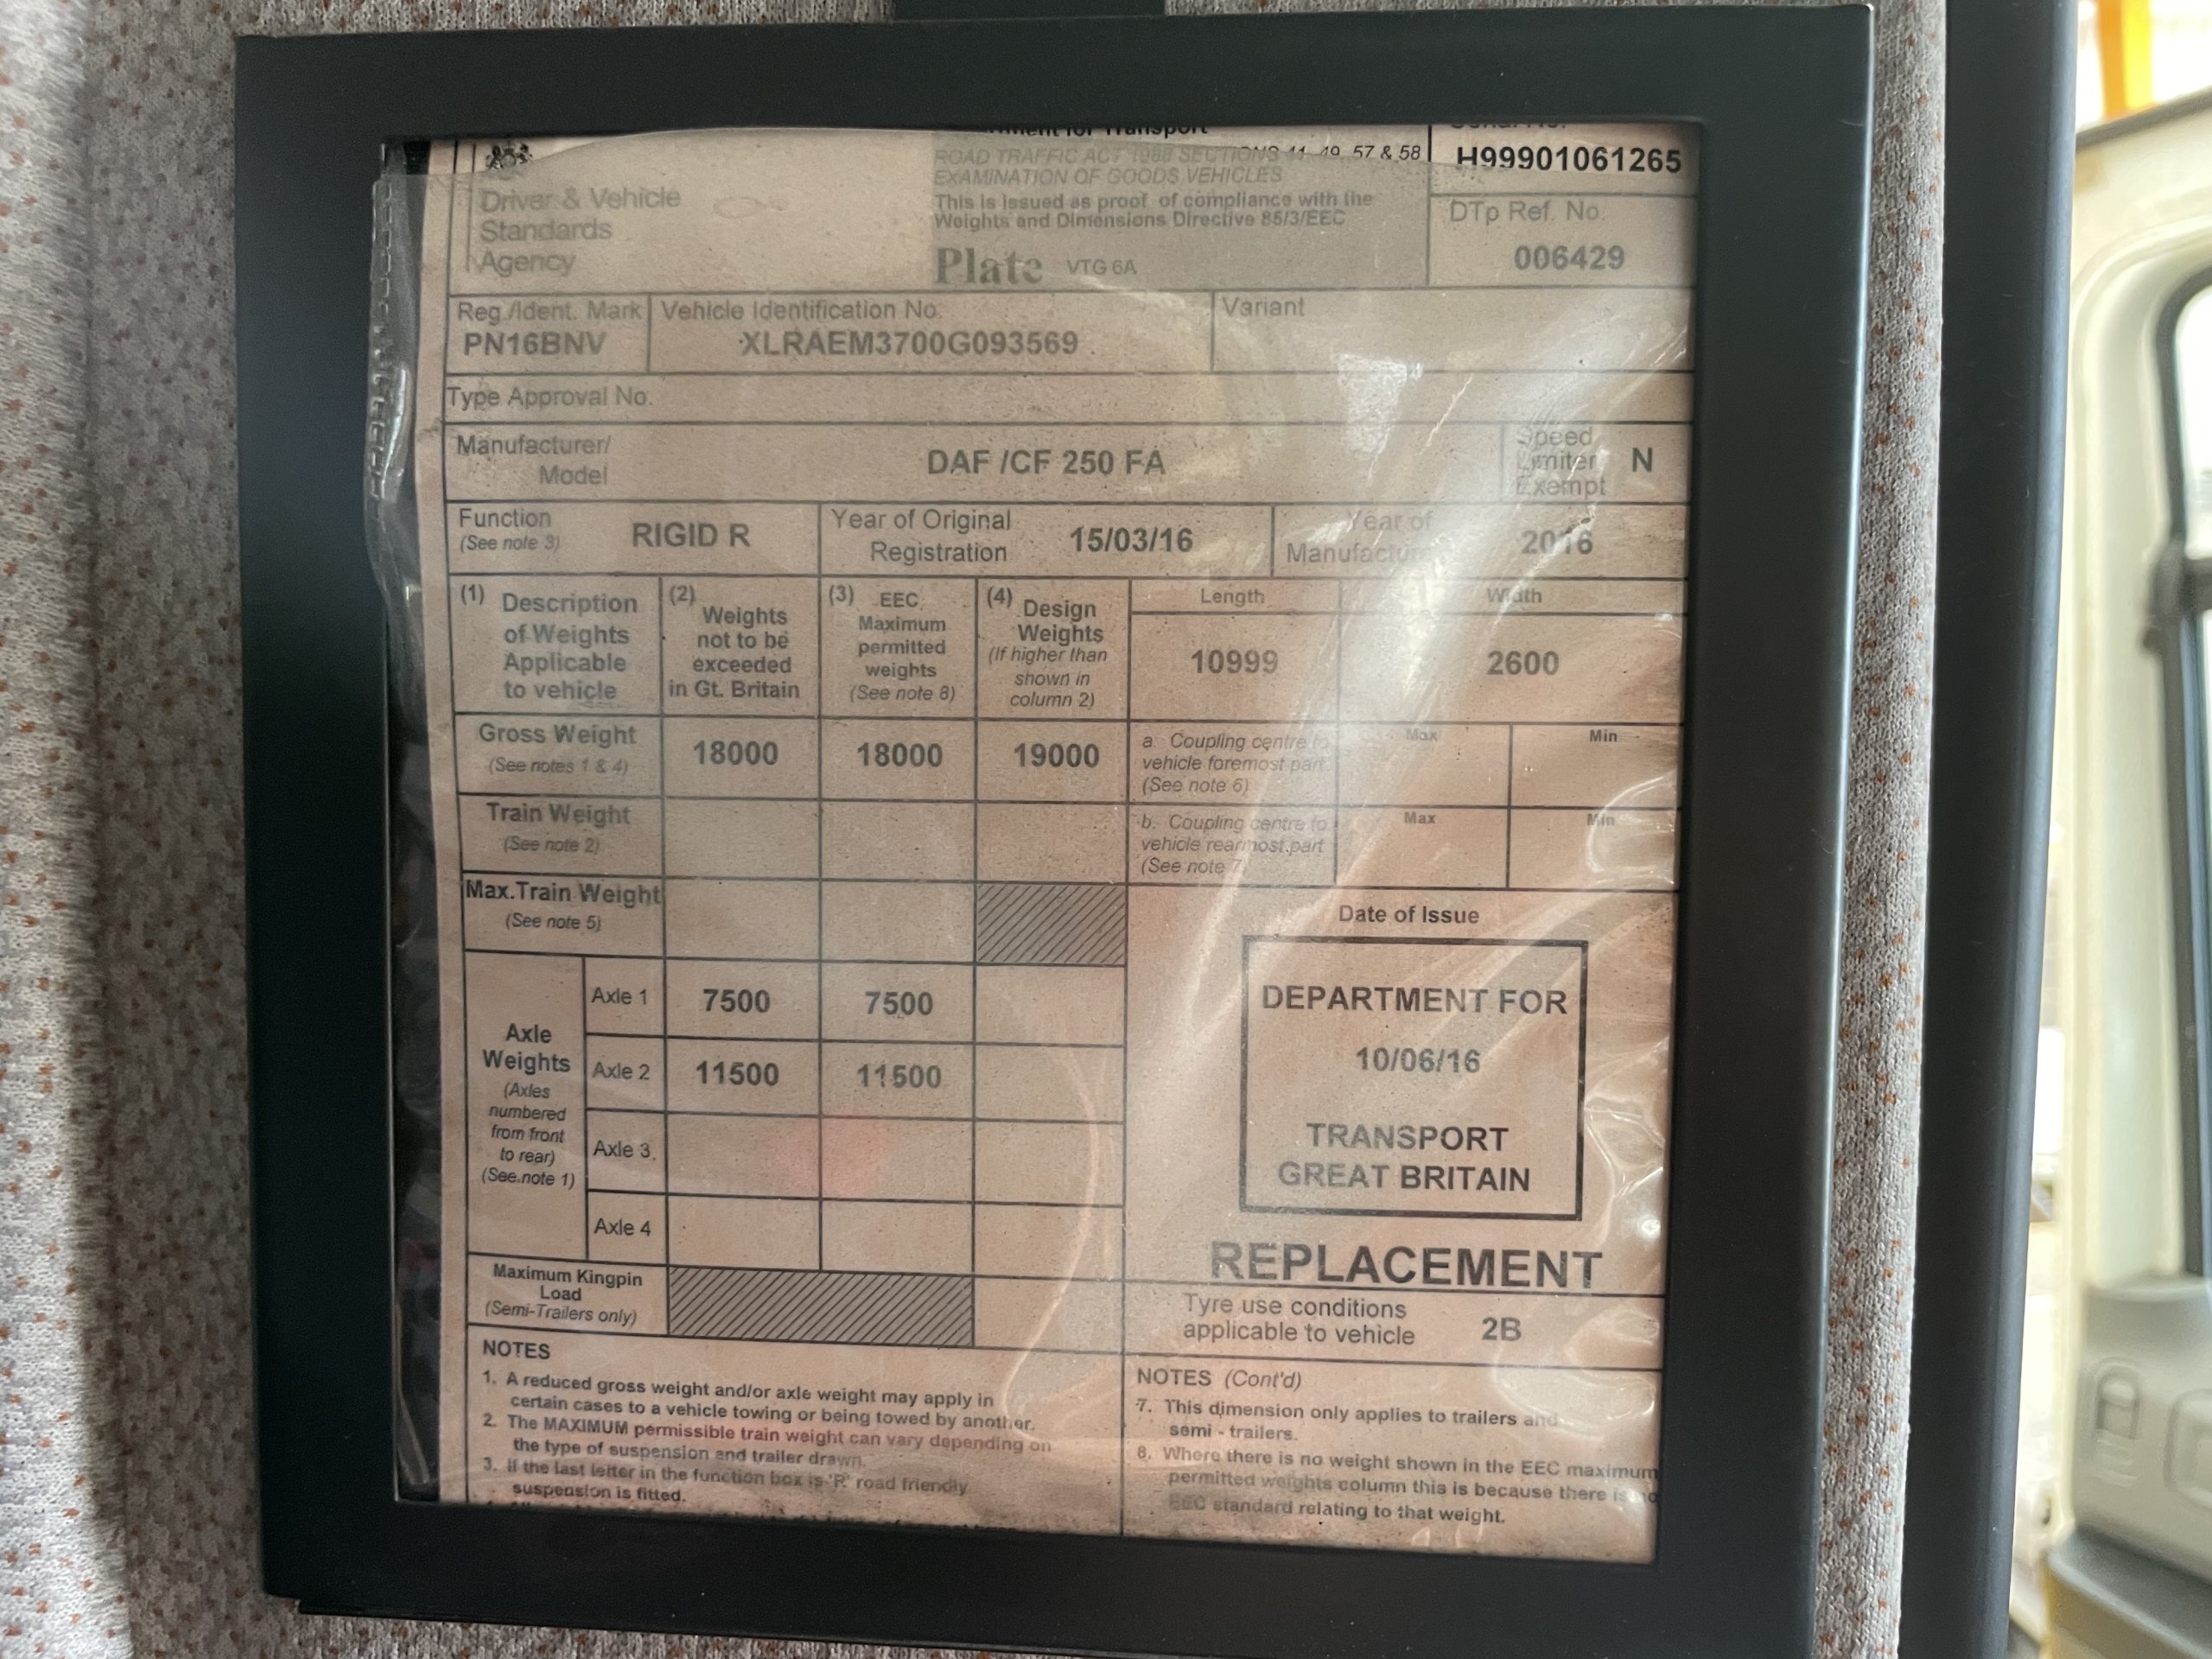 Department for Transport
ROAD TRAFFIC ACT 1988 SECTIONS 41, 49, 57 & 58
EXAMINATION OF GOODS VEHICLES
This is issued as proof of compliance with the
Weights and Dimensions Directive 85/3/EEC
Plate VTG 6A
Driver & Vehicle
Standards
Agency
Serial No.
H99901061265
DTp Ref. No.
006429
Reg./Ident. Mark
PN16BNV
Vehicle Identification No.
XLRAEM3700G093569
Variant
Type Approval No.
Manufacturer/
Model
DAF /CF 250 FA
Speed
Limiter
Exempt
N
Function
(See note 3)
RIGID R
Year of Original
Registration
15/03/16
Year of
Manufacture
2016
(1) Description
of Weights
Applicable
to vehicle
(2) Weights
not to be
exceeded
in Gt. Britain
(3) EEC
Maximum
permitted
weights
(See note 8)
(4) Design
Weights
(If higher than
shown in
column 2)
Length
10999
Width
2600
Gross Weight
(See notes 1 & 4)
18000
18000
19000
a. Coupling centre to
vehicle foremost part
(See note 6)
Max
Min
Train Weight
(See note 2)
b. Coupling centre to
vehicle rearmost part
(See note 7)
Max
Min
Max.Train Weight
(See note 5)
Axle
Weights
(Axles
numbered
from front
to rear)
(See note 1)
Axle 1
7500
7500
Axle 2
11500
11500
Axle 3
Axle 4
Maximum Kingpin
Load
(Semi-Trailers only)
Date of Issue
DEPARTMENT FOR
10/06/16
TRANSPORT
GREAT BRITAIN
REPLACEMENT
Tyre use conditions
applicable to vehicle
2B
NOTES
1. A reduced gross weight and/or axle weight may apply in
certain cases to a vehicle towing or being towed by another.
2. The MAXIMUM permissible train weight can vary depending on
the type of suspension and trailer drawn.
3. If the last letter in the function box is 'R' road friendly
suspension is fitted.
NOTES (Cont'd)
7. This dimension only applies to trailers and
semi - trailers.
8. Where there is no weight shown in the EEC maximum
permitted weights column this is because there is no
EEC standard relating to that weight.